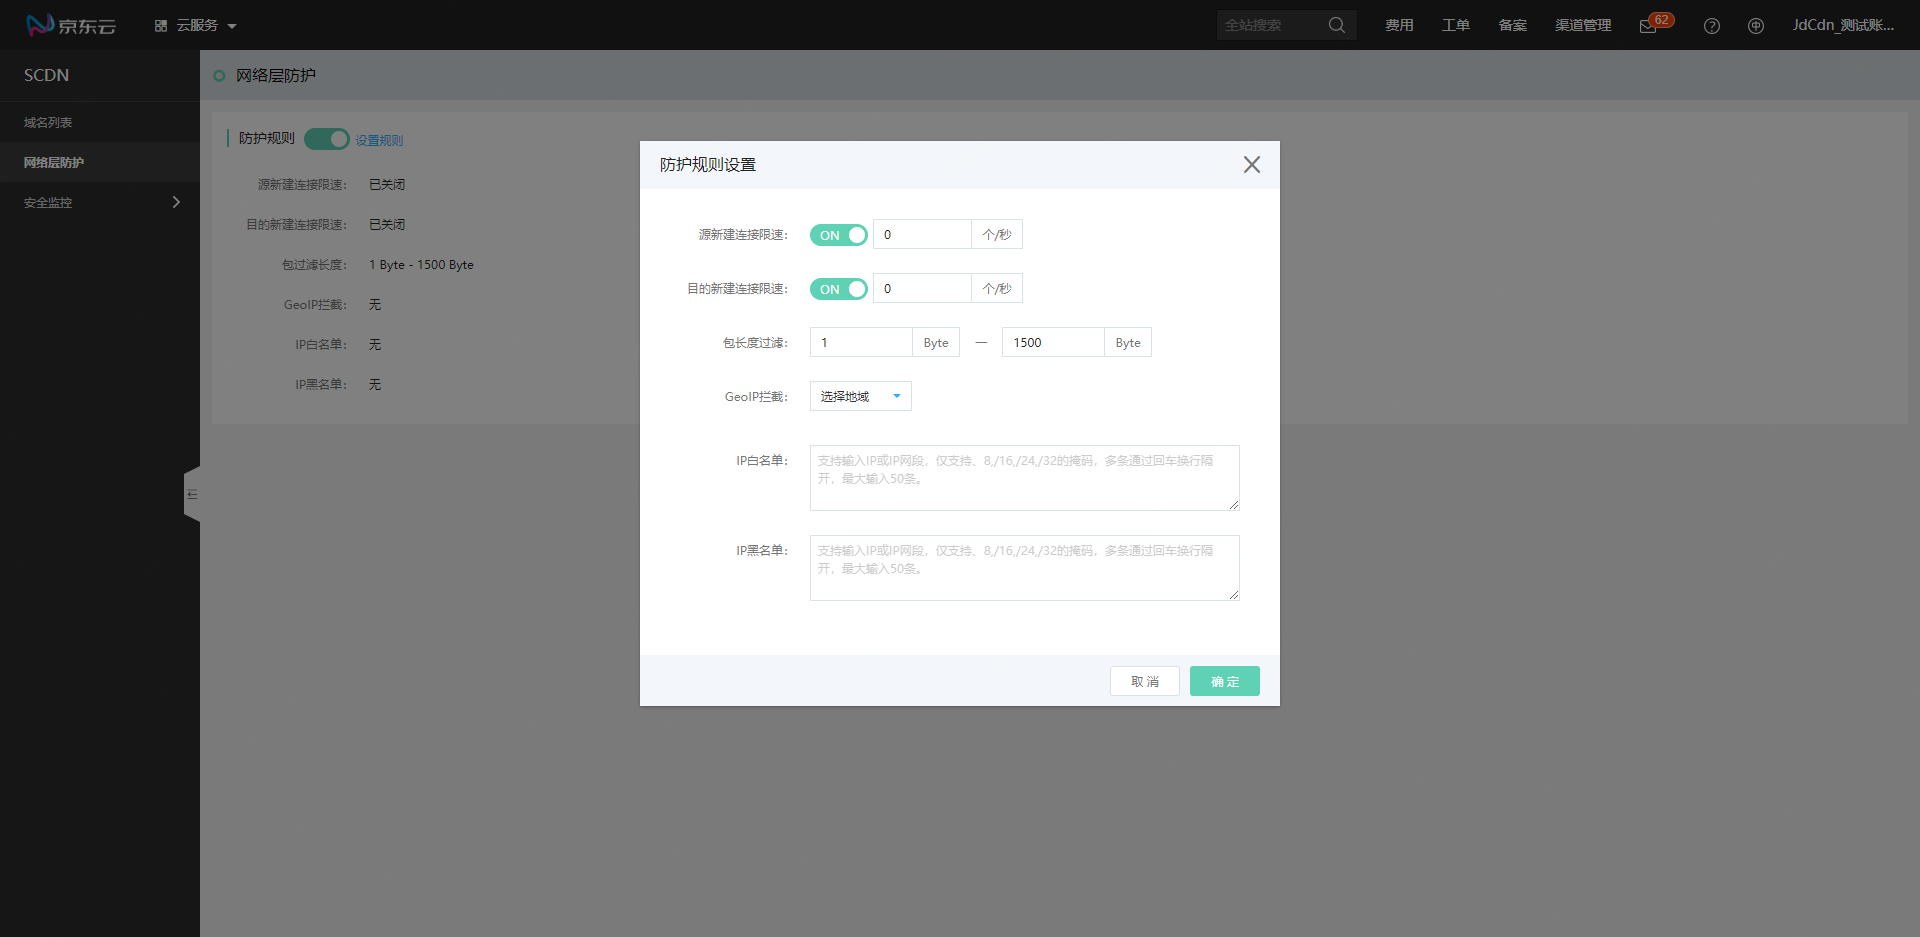 京东云
云服务
全站搜索
费用
工单
备案
渠道管理
62
JdCdn_测试账...
SCDN
域名列表
网络层防护
安全监控
网络层防护
防护规则
设置规则
源新建连接限速： 已关闭
目的新建连接限速： 已关闭
包过滤长度： 1 Byte - 1500 Byte
GeoIP拦截： 无
IP白名单： 无
IP黑名单： 无
防护规则设置
源新建连接限速： ON 0 个/秒
目的新建连接限速： ON 0 个/秒
包长度过滤： 1 Byte — 1500 Byte
GeoIP拦截： 选择地域
IP白名单： 支持输入IP或IP网段，仅支持、8,/16,/24,/32的掩码，多条通过回车换行隔
开，最大输入50条。
IP黑名单： 支持输入IP或IP网段，仅支持、8,/16,/24,/32的掩码，多条通过回车换行隔
开，最大输入50条。
取消
确定